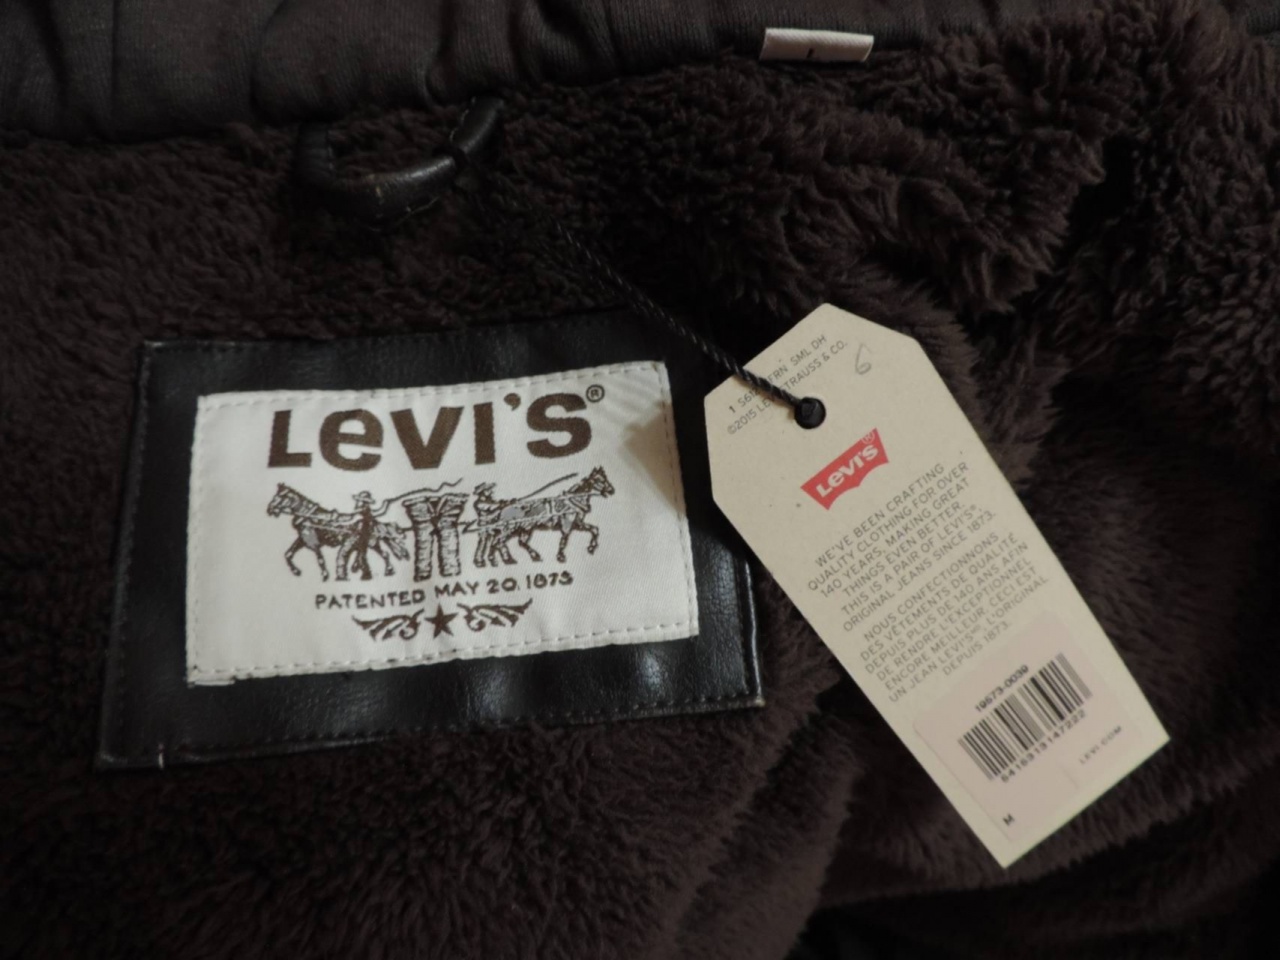 LEVI'S®
PATENTED MAY 20, 1873
©2015 LEVI STRAUSS & CO.
6
LEVI'S®
WE'VE BEEN CRAFTING
QUALITY CLOTHING FOR OVER
140 YEARS, MAKING GREAT
THINGS EVEN BETTER.
THIS IS A PAIR OF LEVI'S®,
ORIGINAL JEANS SINCE 1873.
NOUS CONFECTIONNONS
DES VÊTEMENTS DE QUALITÉ
DEPUIS PLUS DE 140 ANS AFIN
DE RENDRE L'EXCEPTIONNEL
ENCORE MEILLEUR. CECI EST
UN JEAN LEVI'S®, L'ORIGINAL
DEPUIS 1873.
19573-0039
5415313147222
LEVI.COM
M